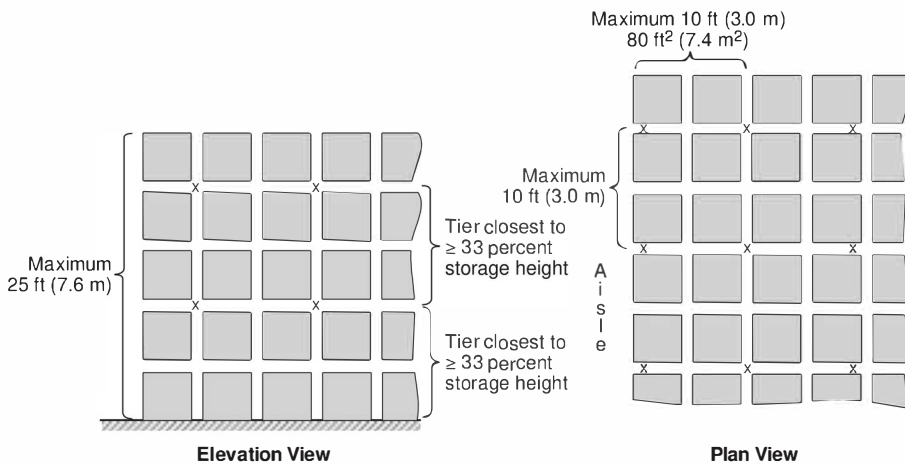 Maximum 10 ft (3.0 m)
80 ft² (7.4 m²)
x x x
Maximum
10 ft (3.0 m)
x x x
A
i
s
l
e
x x x
Plan View
x x
Maximum
25 ft (7.6 m)
Tier closest to
≥ 33 percent
storage height
x x
Tier closest to
≥ 33 percent
storage height
Elevation View